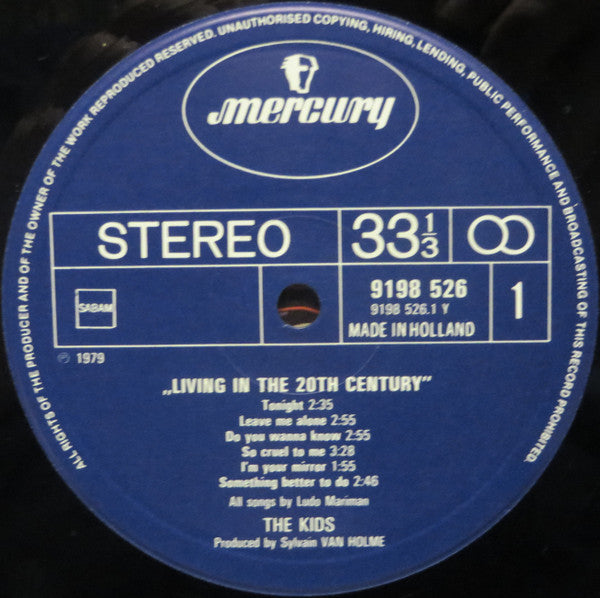 ALL RIGHTS OF THE PRODUCER AND OF THE OWNER OF THE WORK REPRODUCED RESERVED. UNAUTHORISED COPYING, HIRING, LENDING, PUBLIC PERFORMANCE AND BROADCASTING OF THIS RECORD PROHIBITED.
mercury
STEREO
33 1/3
SABAM
9198 526
9198 526.1 Y
MADE IN HOLLAND
1
℗ 1979
„LIVING IN THE 20TH CENTURY"
Tonight 2:35
Leave me alone 2:55
Do you wanna know 2:55
So cruel to me 3:28
I'm your mirror 1:55
Something better to do 2:46
All songs by Ludo Mariman
THE KIDS
Produced by Sylvain VAN HOLME